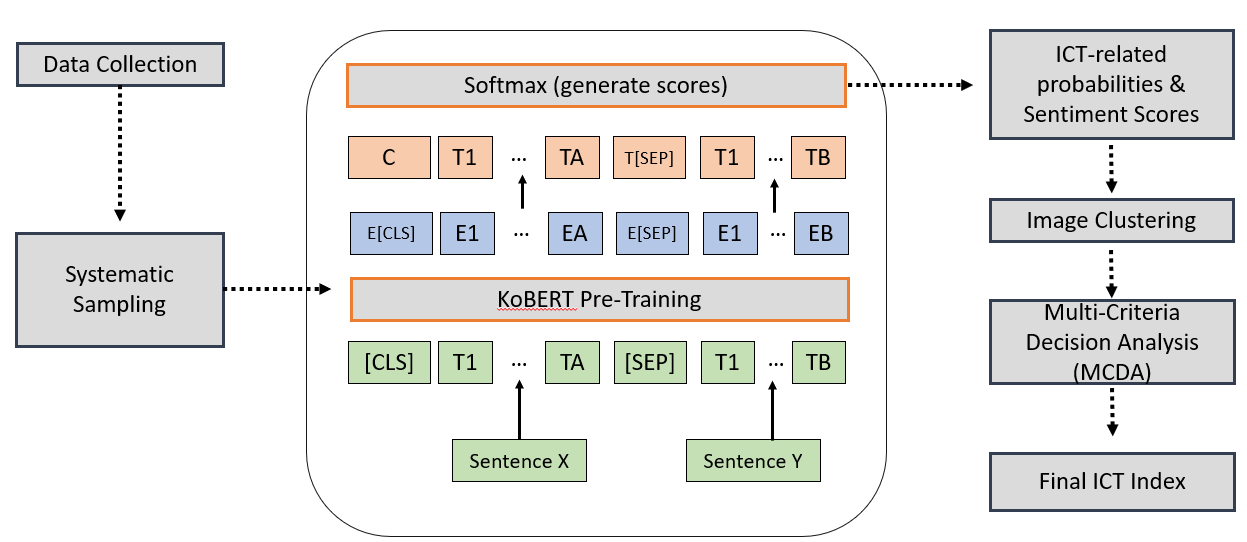 Data Collection
Systematic
Sampling
Softmax (generate scores)
C T1 ... TA T[SEP] T1 ... TB
E[CLS] E1 ... EA E[SEP] E1 ... EB
KoBERT Pre-Training
[CLS] T1 ... TA [SEP] T1 ... TB
Sentence X Sentence Y
ICT-related
probabilities &
Sentiment Scores
Image Clustering
Multi-Criteria
Decision Analysis
(MCDA)
Final ICT Index